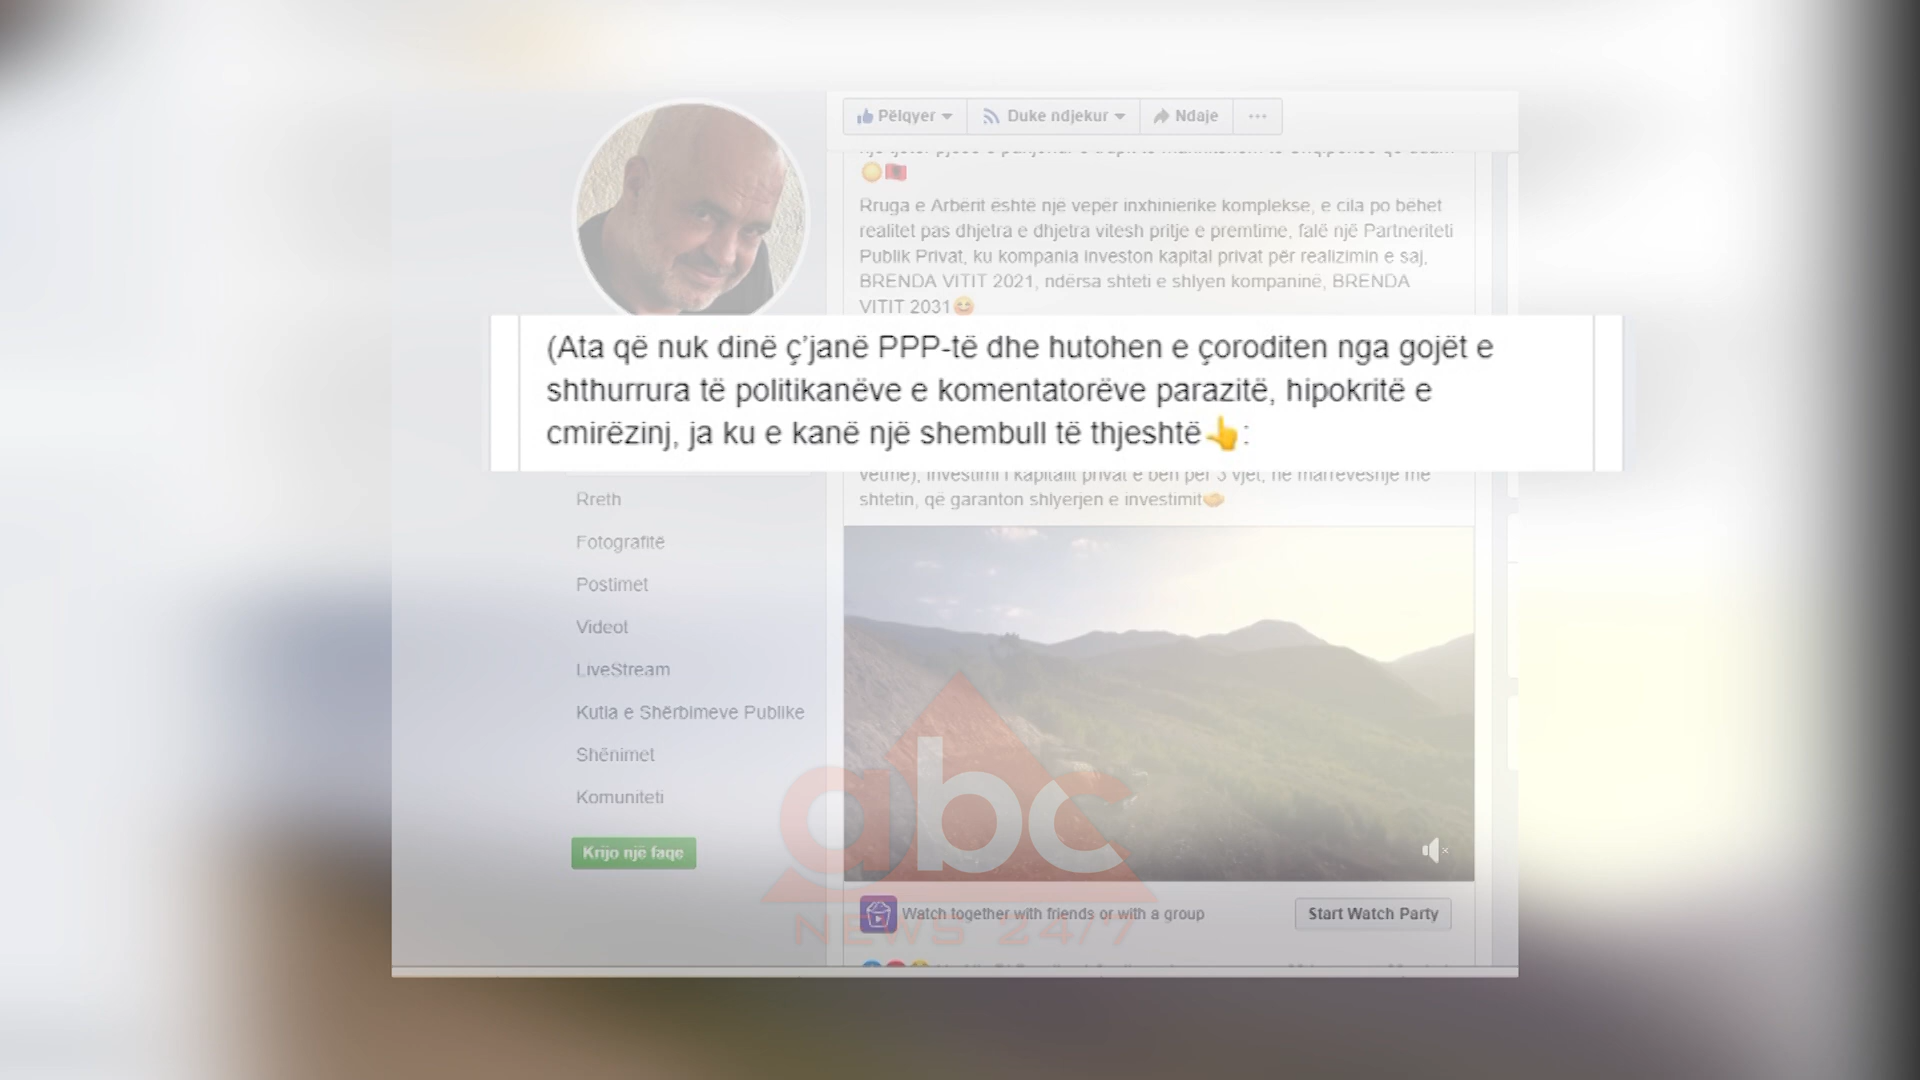 Pëlqyer
Duke ndjekur
Ndaje
Rruga e Arbërit është një vepër inxhinierike komplekse, e cila po bëhet
realitet pas dhjetra e dhjetra vitesh pritje e premtime, falë një Partneriteti
Publik Privat, ku kompania investon kapital privat për realizimin e saj,
BRENDA VITIT 2021, ndërsa shteti e shlyen kompaninë, BRENDA
VITIT 2031😊
(Ata që nuk dinë ç'janë PPP-të dhe hutohen e çoroditen nga gojët e
shthurrura të politikanëve e komentatorëve parazitë, hipokritë e
cmirëzinj, ja ku e kanë një shembull të thjeshtë👆:
vetme), investimi i kapitalit privat e bën për 3 vjet, në marrëveshje me
shtetin, që garanton shlyerjen e investimit🤝
Rreth
Fotografitë
Postimet
Videot
LiveStream
Kutia e Shërbimeve Publike
Shënimet
Komuniteti
Krijo një faqe
abc
NEWS 24/7
Watch together with friends or with a group
Start Watch Party